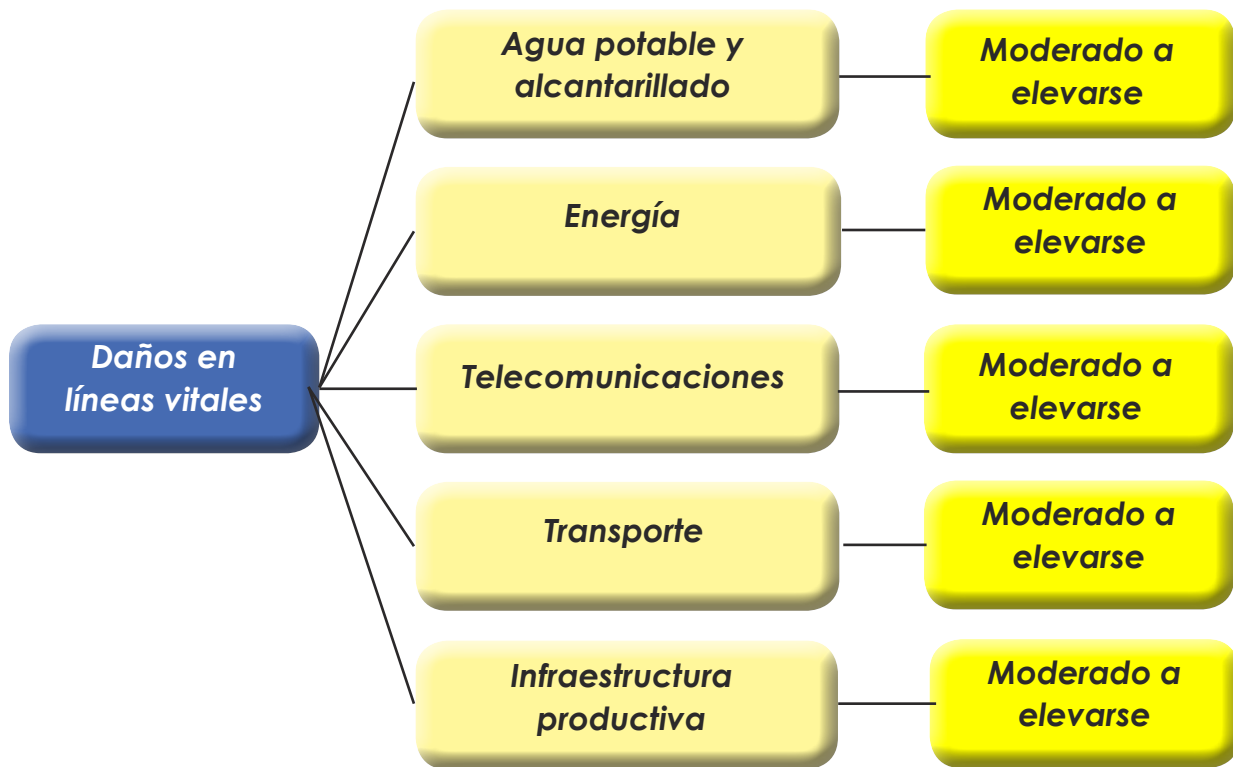 Agua potable y
alcantarillado
Moderado a
elevarse
Energía
Moderado a
elevarse
Daños en
líneas vitales
Telecomunicaciones
Moderado a
elevarse
Transporte
Moderado a
elevarse
Infraestructura
productiva
Moderado a
elevarse